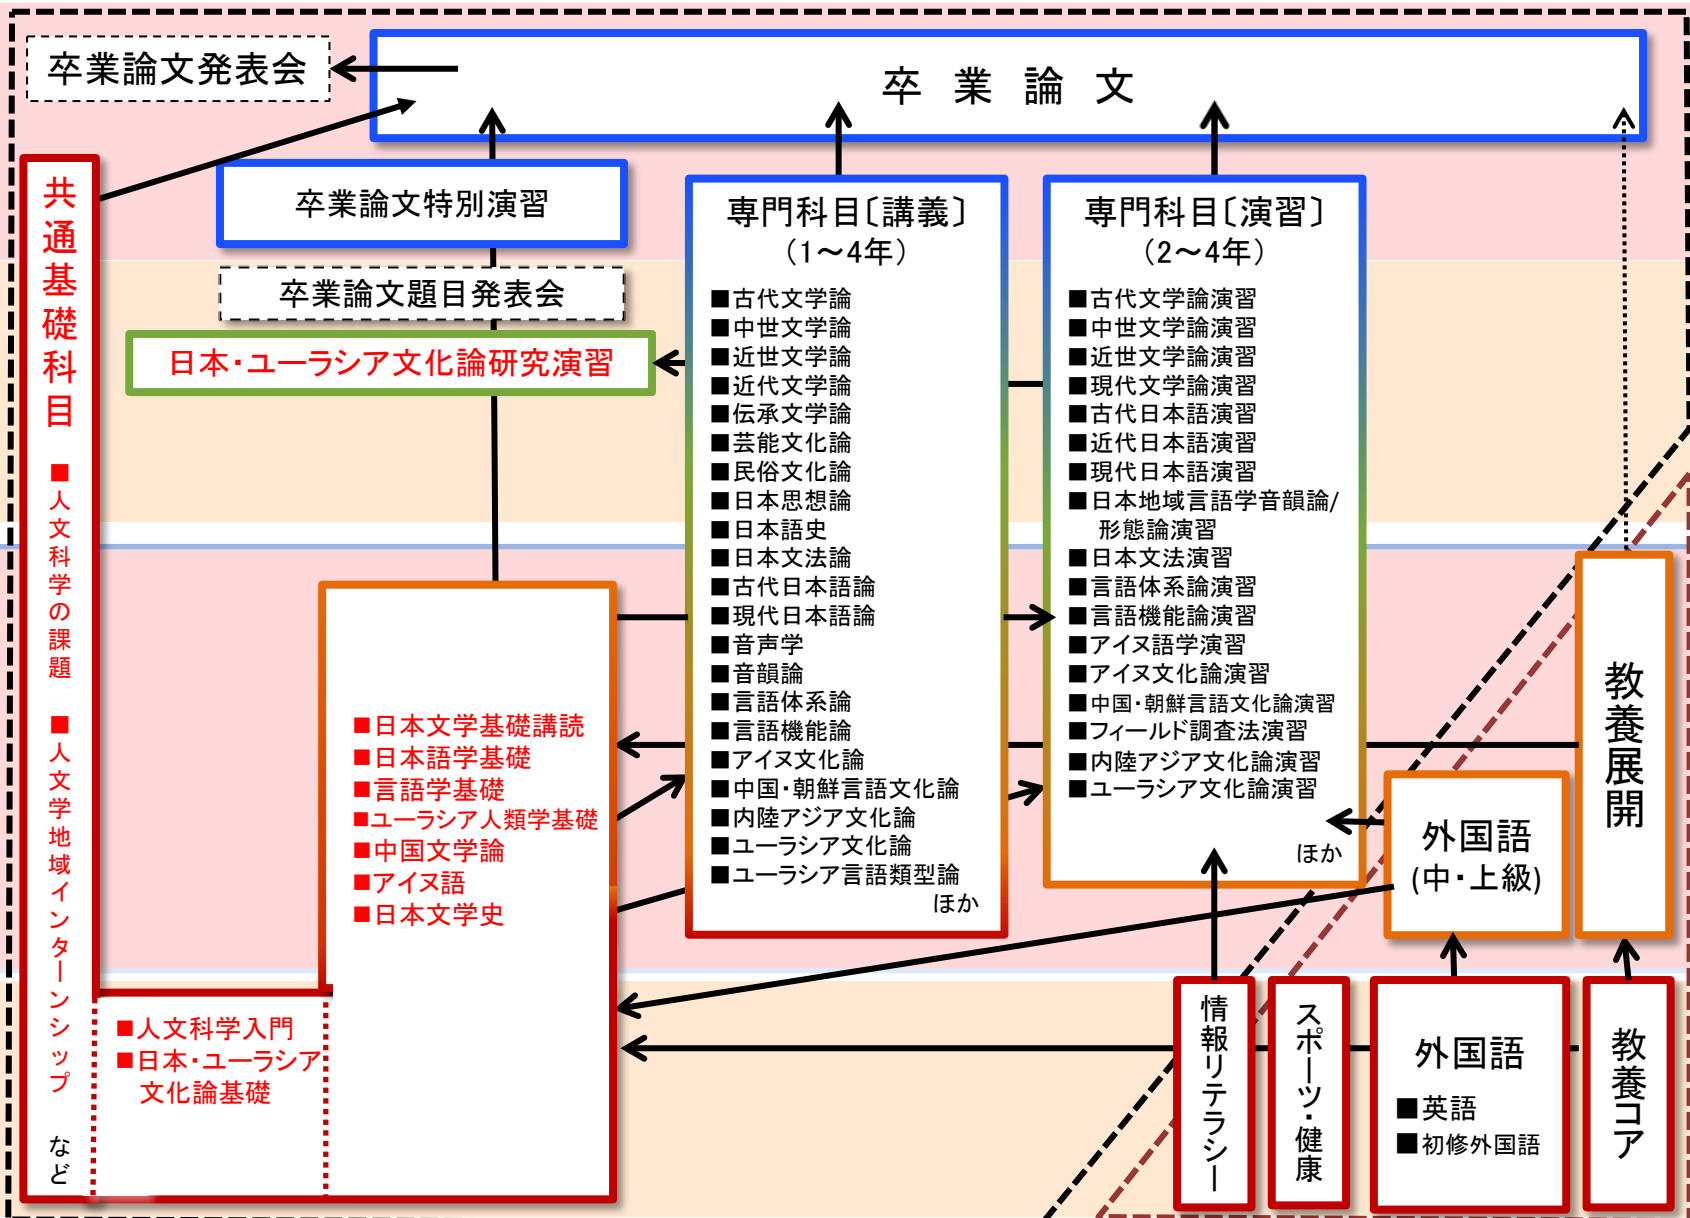 卒業論文発表会
卒業論文
共通基礎科目
■人文科学の課題
■人文学地域インターンシップ
など
卒業論文特別演習
卒業論文題目発表会
日本・ユーラシア文化論研究演習
専門科目〔講義〕
（1～4年）
■古代文学論
■中世文学論
■近世文学論
■近代文学論
■伝承文学論
■芸能文化論
■民俗文化論
■日本思想論
■日本語史
■日本文法論
■古代日本語論
■現代日本語論
■音声学
■音韻論
■言語体系論
■言語機能論
■アイヌ文化論
■中国・朝鮮言語文化論
■内陸アジア文化論
■ユーラシア文化論
■ユーラシア言語類型論
ほか
専門科目〔演習〕
（2～4年）
■古代文学論演習
■中世文学論演習
■近世文学論演習
■現代文学論演習
■古代日本語演習
■近代日本語演習
■現代日本語演習
■日本地域言語学音韻論/
形態論演習
■日本文法演習
■言語体系論演習
■言語機能論演習
■アイヌ語学演習
■アイヌ文化論演習
■中国・朝鮮言語文化論演習
■フィールド調査法演習
■内陸アジア文化論演習
■ユーラシア文化論演習
ほか
■日本文学基礎講読
■日本語学基礎
■言語学基礎
■ユーラシア人類学基礎
■中国文学論
■アイヌ語
■日本文学史
■人文科学入門
■日本・ユーラシア
文化論基礎
教養展開
外国語
(中・上級)
情報リテラシー
スポーツ・健康
外国語
■英語
■初修外国語
教養コア